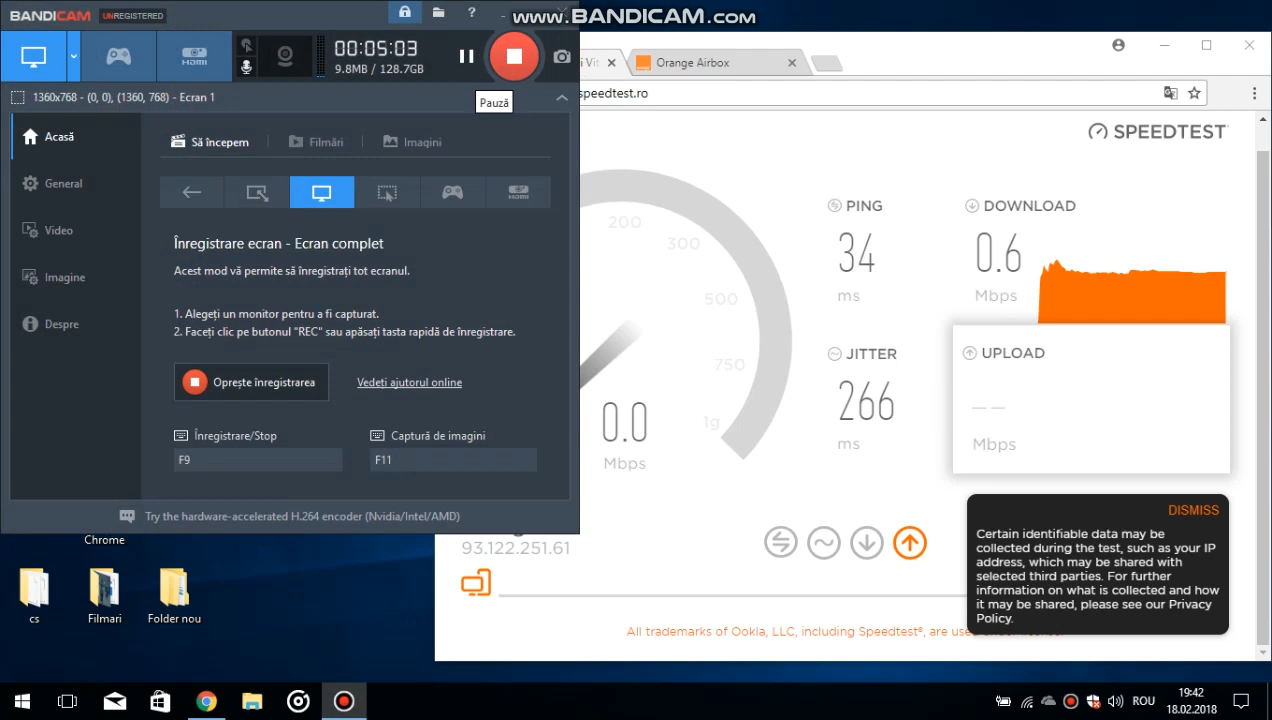 BANDICAM UNREGISTERED
www.BANDICAM.com
HDMI
00:05:03
9.8MB / 128.7GB
1360x768 - (0, 0), (1360, 768) - Ecran 1
Pauză
Acasă
General
Video
Imagine
Despre
Să începem
Filmări
Imagini
HDMI
Înregistrare ecran - Ecran complet
Acest mod vă permite să înregistrați tot ecranul.
1. Alegeți un monitor pentru a fi capturat.
2. Faceți clic pe butonul "REC" sau apăsați tasta rapidă de înregistrare.
Oprește înregistrarea
Vedeți ajutorul online
Înregistrare/Stop
F9
Captură de imagini
F11
Try the hardware-accelerated H.264 encoder (Nvidia/Intel/AMD)
i Vit
Orange Airbox
speedtest.ro
SPEEDTEST
200
300
500
750
1g
0.0
Mbps
PING
34
ms
DOWNLOAD
0.6
Mbps
JITTER
266
ms
UPLOAD
— —
Mbps
DISMISS
Certain identifiable data may be
collected during the test, such as your IP
address, which may be shared with
selected third parties. For further
information on what is collected and how
it may be shared, please see our Privacy
Policy.
93.122.251.61
All trademarks of Ookla, LLC, including Speedtest®, are use
Chrome
cs
Filmari
Folder nou
ROU
19:42
18.02.2018